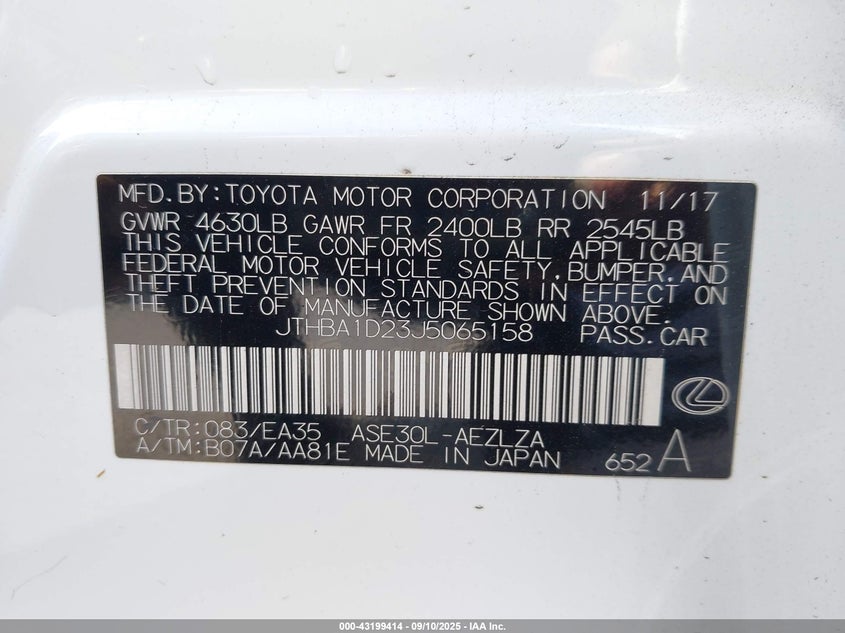 MFD.BY:TOYOTA MOTOR CORPORATION 11/17
GVWR 4630LB GAWR FR 2400LB RR 2545LB
THIS VEHICLE CONFORMS TO ALL APPLICABLE
FEDERAL MOTOR VEHICLE SAFETY,BUMPER,AND
THEFT PREVENTION STANDARDS IN EFFECT ON
THE DATE OF MANUFACTURE SHOWN ABOVE.
JTHBA1D23J5065158 PASS.CAR
C/TR:083/EA35 ASE30L-AEZLZA
A/TM:B07A/AA81E MADE IN JAPAN 652 A
000-43199414 - 09/10/2025 - IAA Inc.